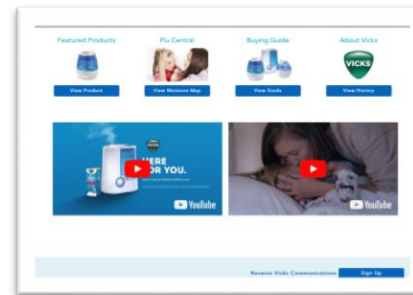 Featured Products
Flu Central
Buying Guide
About Vicks
VICKS
View Product
View Moisture Map
View Guide
View History
HERE
FOR YOU.
YouTube
YouTube
Receive Vicks Communications
Sign Up